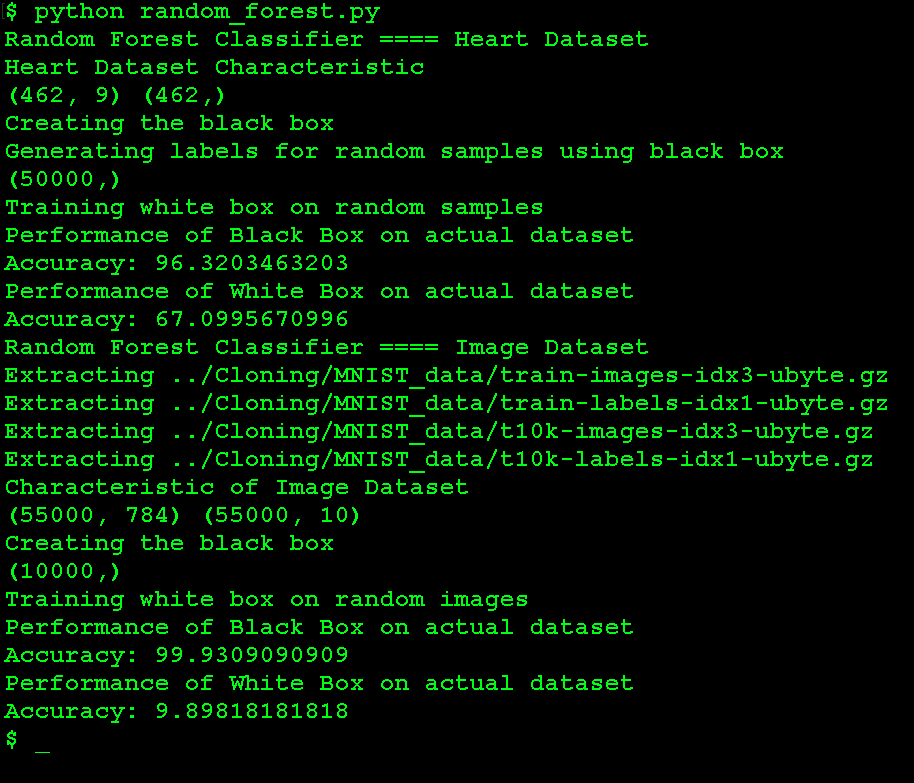 $ python random_forest.py
Random Forest Classifier ==== Heart Dataset
Heart Dataset Characteristic
(462, 9) (462,)
Creating the black box
Generating labels for random samples using black box
(50000,)
Training white box on random samples
Performance of Black Box on actual dataset
Accuracy: 96.3203463203
Performance of White Box on actual dataset
Accuracy: 67.0995670996
Random Forest Classifier ==== Image Dataset
Extracting ../Cloning/MNIST_data/train-images-idx3-ubyte.gz
Extracting ../Cloning/MNIST_data/train-labels-idx1-ubyte.gz
Extracting ../Cloning/MNIST_data/t10k-images-idx3-ubyte.gz
Extracting ../Cloning/MNIST_data/t10k-labels-idx1-ubyte.gz
Characteristic of Image Dataset
(55000, 784) (55000, 10)
Creating the black box
(10000,)
Training white box on random images
Performance of Black Box on actual dataset
Accuracy: 99.9309090909
Performance of White Box on actual dataset
Accuracy: 9.89818181818
$ _